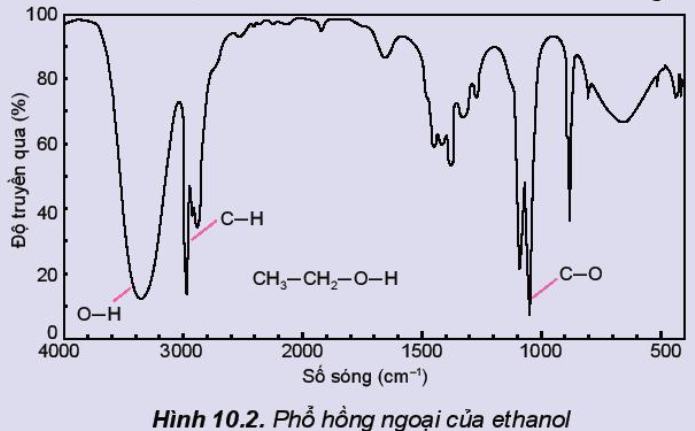 100
80
60
40
20
0
Độ truyền qua (%)
C–H
CH₃–CH₂–O–H
C–O
O–H
4000 3000 2000 1500 1000 500
Số sóng (cm⁻¹)
Hình 10.2. Phổ hồng ngoại của ethanol